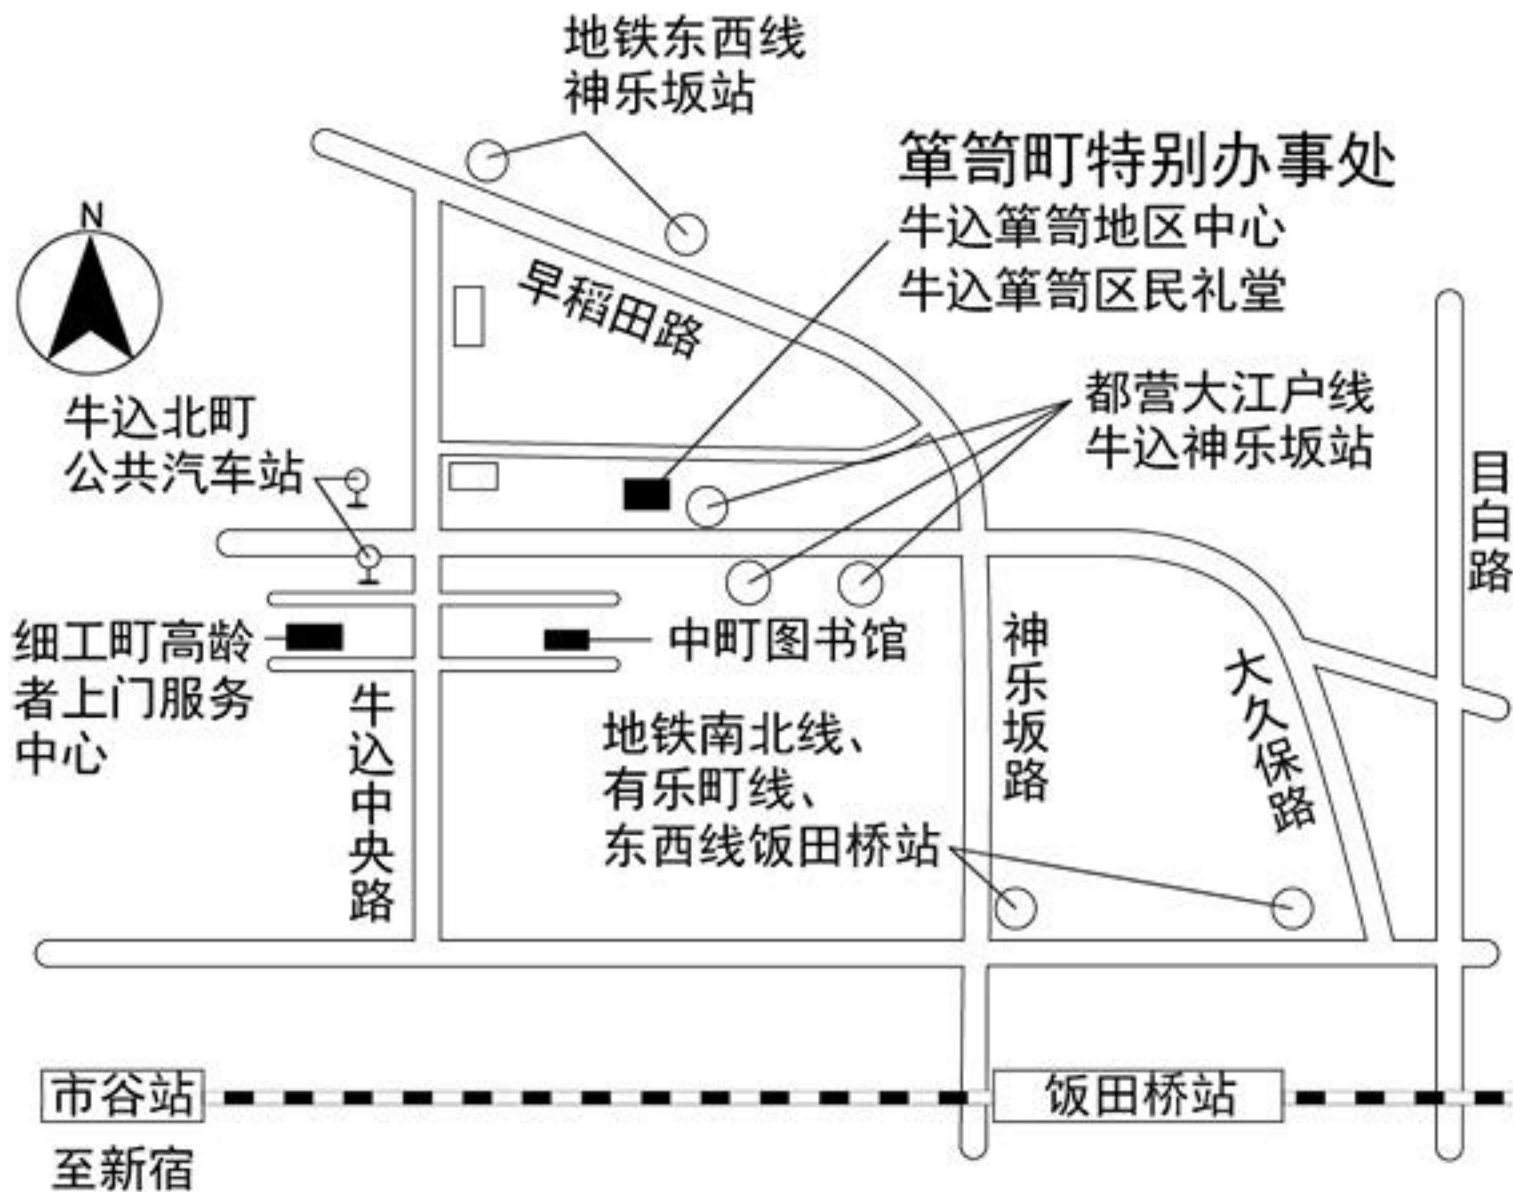 地铁东西线
神乐坂站
箪笥町特别办事处
牛込箪笥地区中心
牛込箪笥区民礼堂
N
早稻田路
都营大江户线
牛込神乐坂站
牛込北町
公共汽车站
目白路
细工町高龄
者上门服务
中心
中町图书馆
神乐坂路
大久保路
牛込中央路
地铁南北线、
有乐町线、
东西线饭田桥站
市谷站
饭田桥站
至新宿